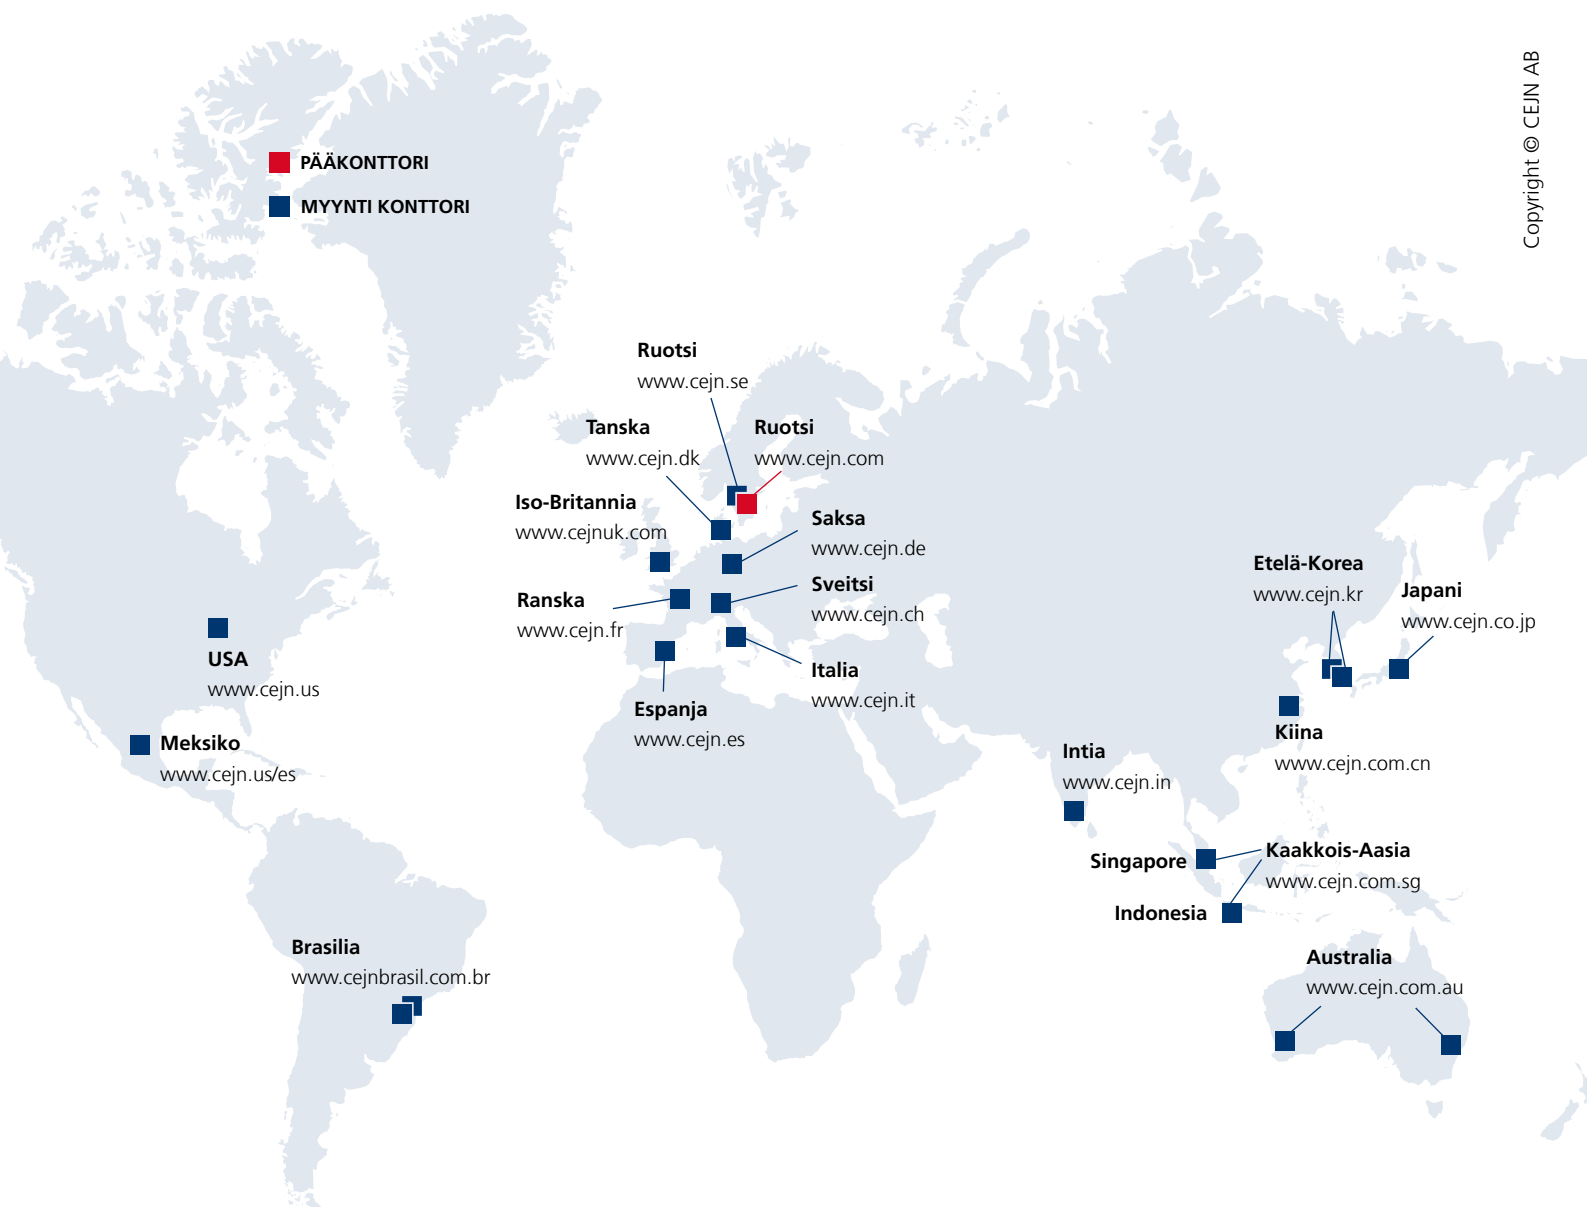 Copyright © CEJN AB
PÄÄKONTTORI
MYYNTI KONTTORI
Ruotsi
www.cejn.se
Tanska
www.cejn.dk
Ruotsi
www.cejn.com
Iso-Britannia
www.cejnuk.com
Saksa
www.cejn.de
Ranska
www.cejn.fr
Sveitsi
www.cejn.ch
Italia
www.cejn.it
Espanja
www.cejn.es
USA
www.cejn.us
Meksiko
www.cejn.us/es
Brasilia
www.cejnbrasil.com.br
Etelä-Korea
www.cejn.kr
Japani
www.cejn.co.jp
Kiina
www.cejn.com.cn
Intia
www.cejn.in
Singapore
Kaakkois-Aasia
www.cejn.com.sg
Indonesia
Australia
www.cejn.com.au